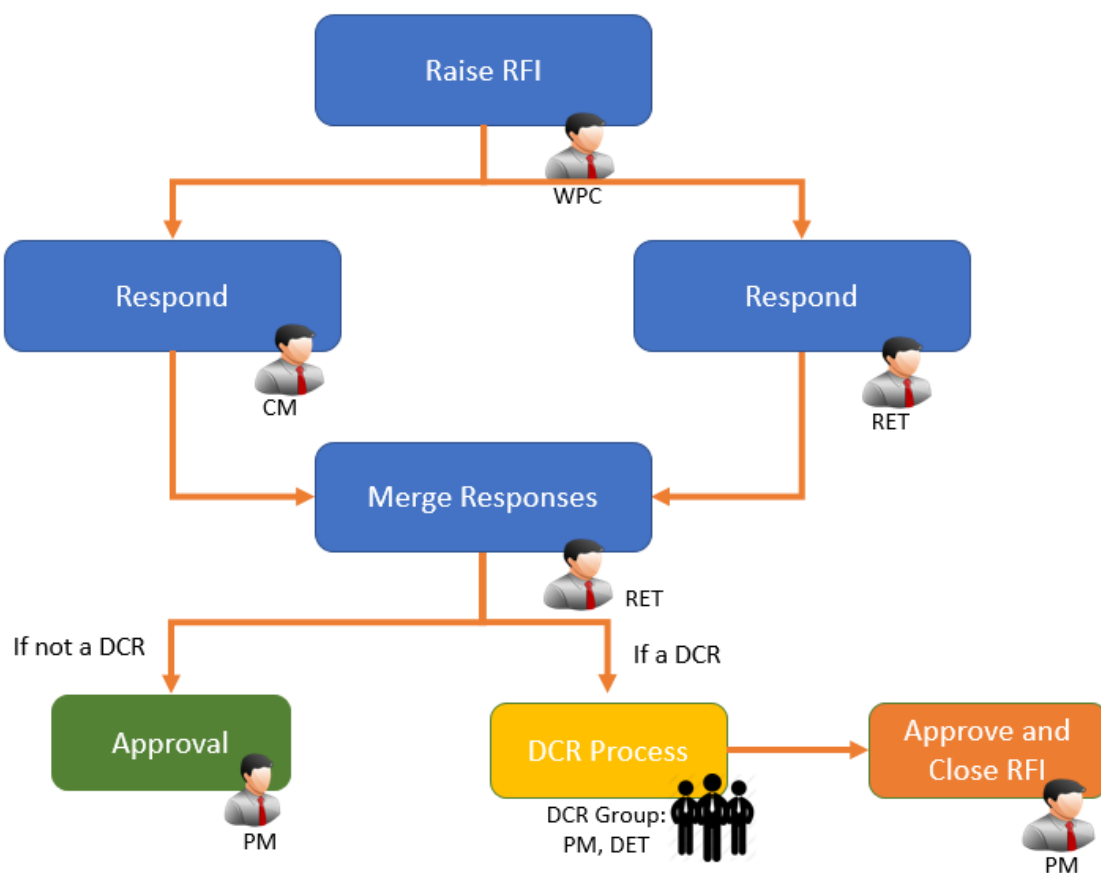 Raise RFI
WPC
Respond
CM
Respond
RET
Merge Responses
RET
If not a DCR
If a DCR
Approval
PM
DCR Process
DCR Group:
PM, DET
Approve and
Close RFI
PM